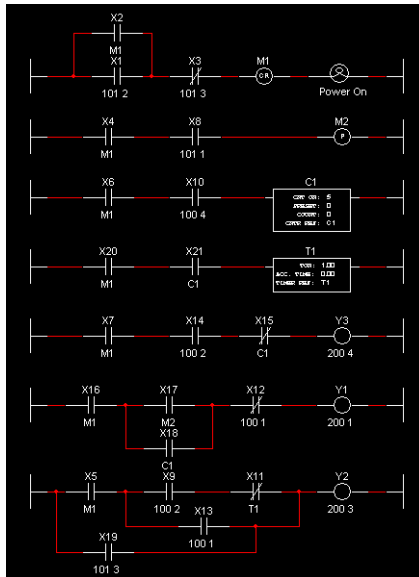 X2
M1
X1 X3 M1
CR
101 2 101 3 Power On
X4 X8 M2
P
M1 101 1
X6 X10 C1
CNT ON: 5
PRESET: 0
COUNT: 0
CNTR REF: C1
M1 100 4
X20 X21 T1
TON: 1.00
ACC. TIME: 0.00
TIMER REF: T1
M1 C1
X7 X14 X15 Y3
M1 100 2 C1 200 4
X16 X17 X12 Y1
M1 M2 100 1 200 1
X18
C1
X5 X9 X11 Y2
M1 100 2 T1 200 3
X13
100 1
X19
101 3